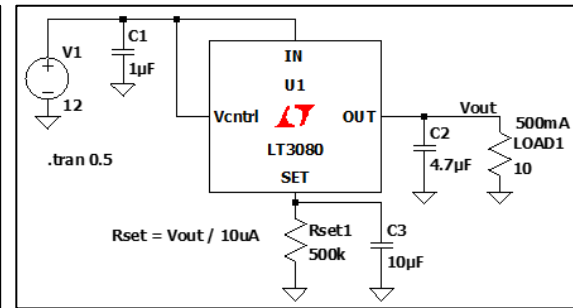 V1
12
C1
1µF
.tran 0.5
IN
U1
Vcntrl
OUT
LT3080
SET
Vout
C2
4.7µF
500mA
LOAD1
10
Rset = Vout / 10uA
Rset1
500k
C3
10µF